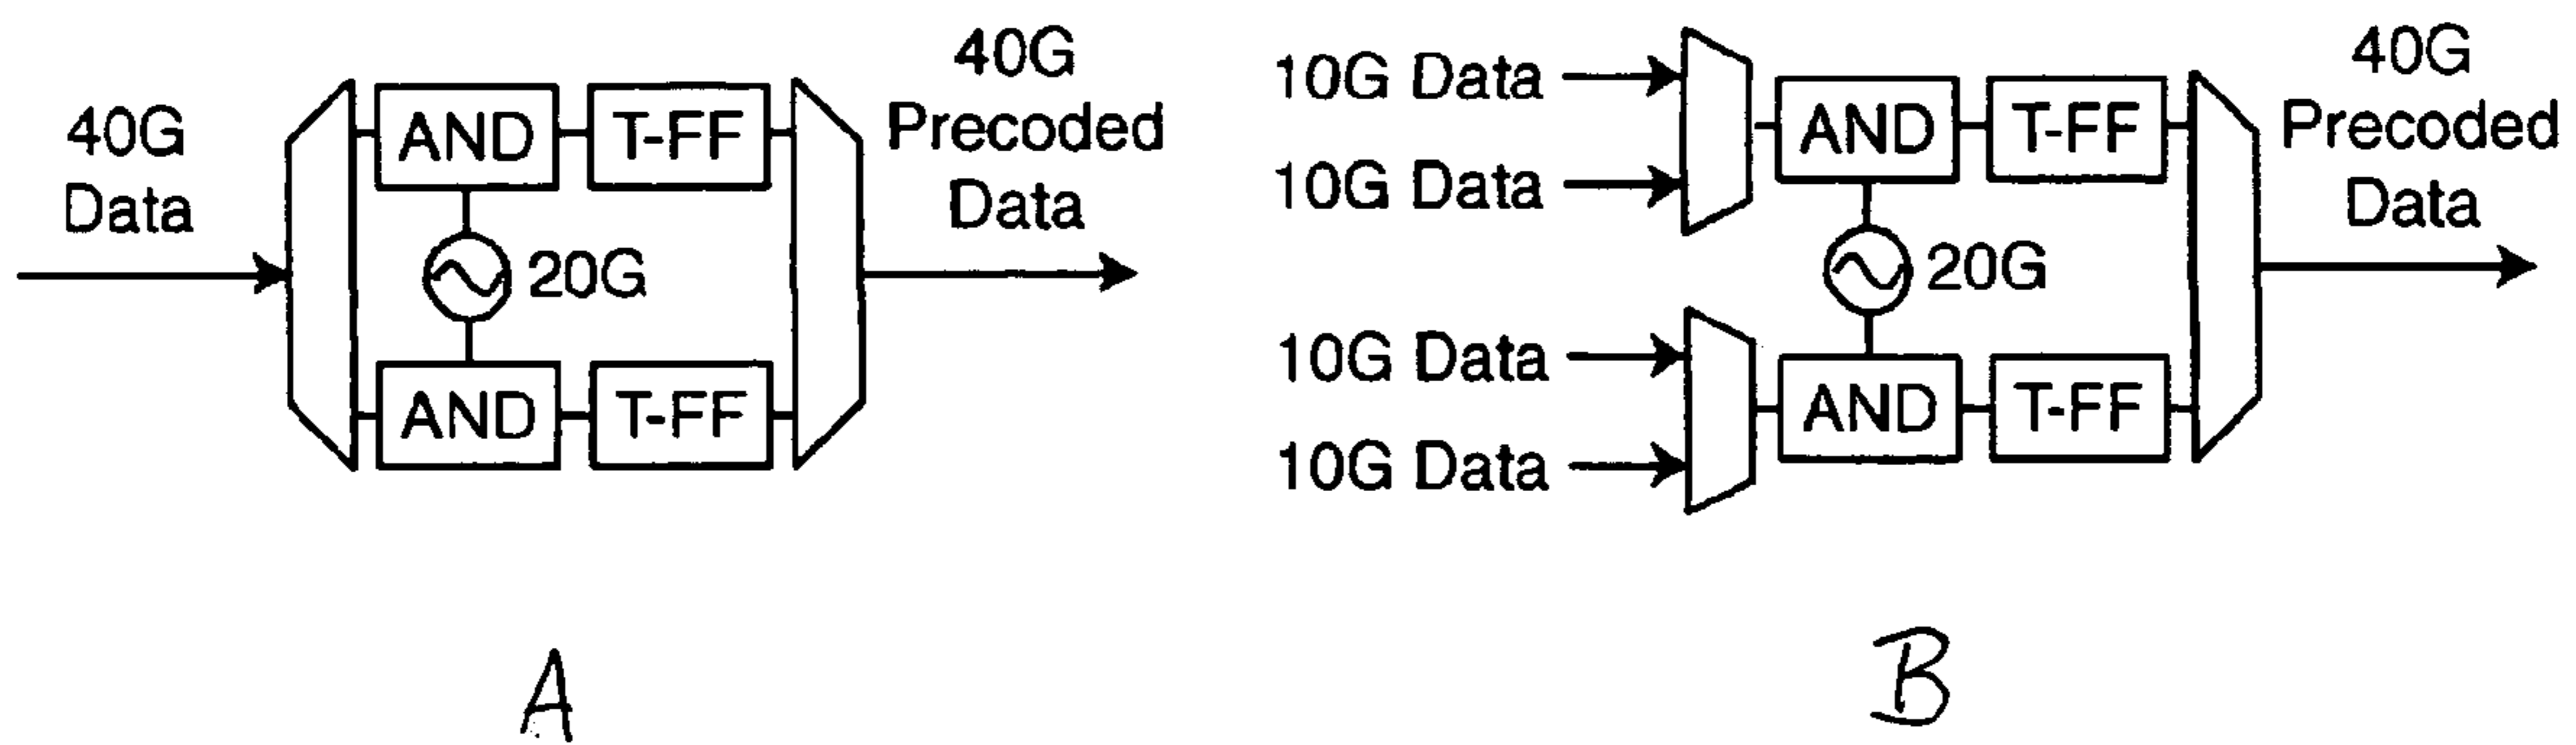 40G
Data
AND
T-FF
20G
AND
T-FF
40G
Precoded
Data
10G Data
10G Data
10G Data
10G Data
AND
T-FF
20G
AND
T-FF
40G
Precoded
Data
A
B